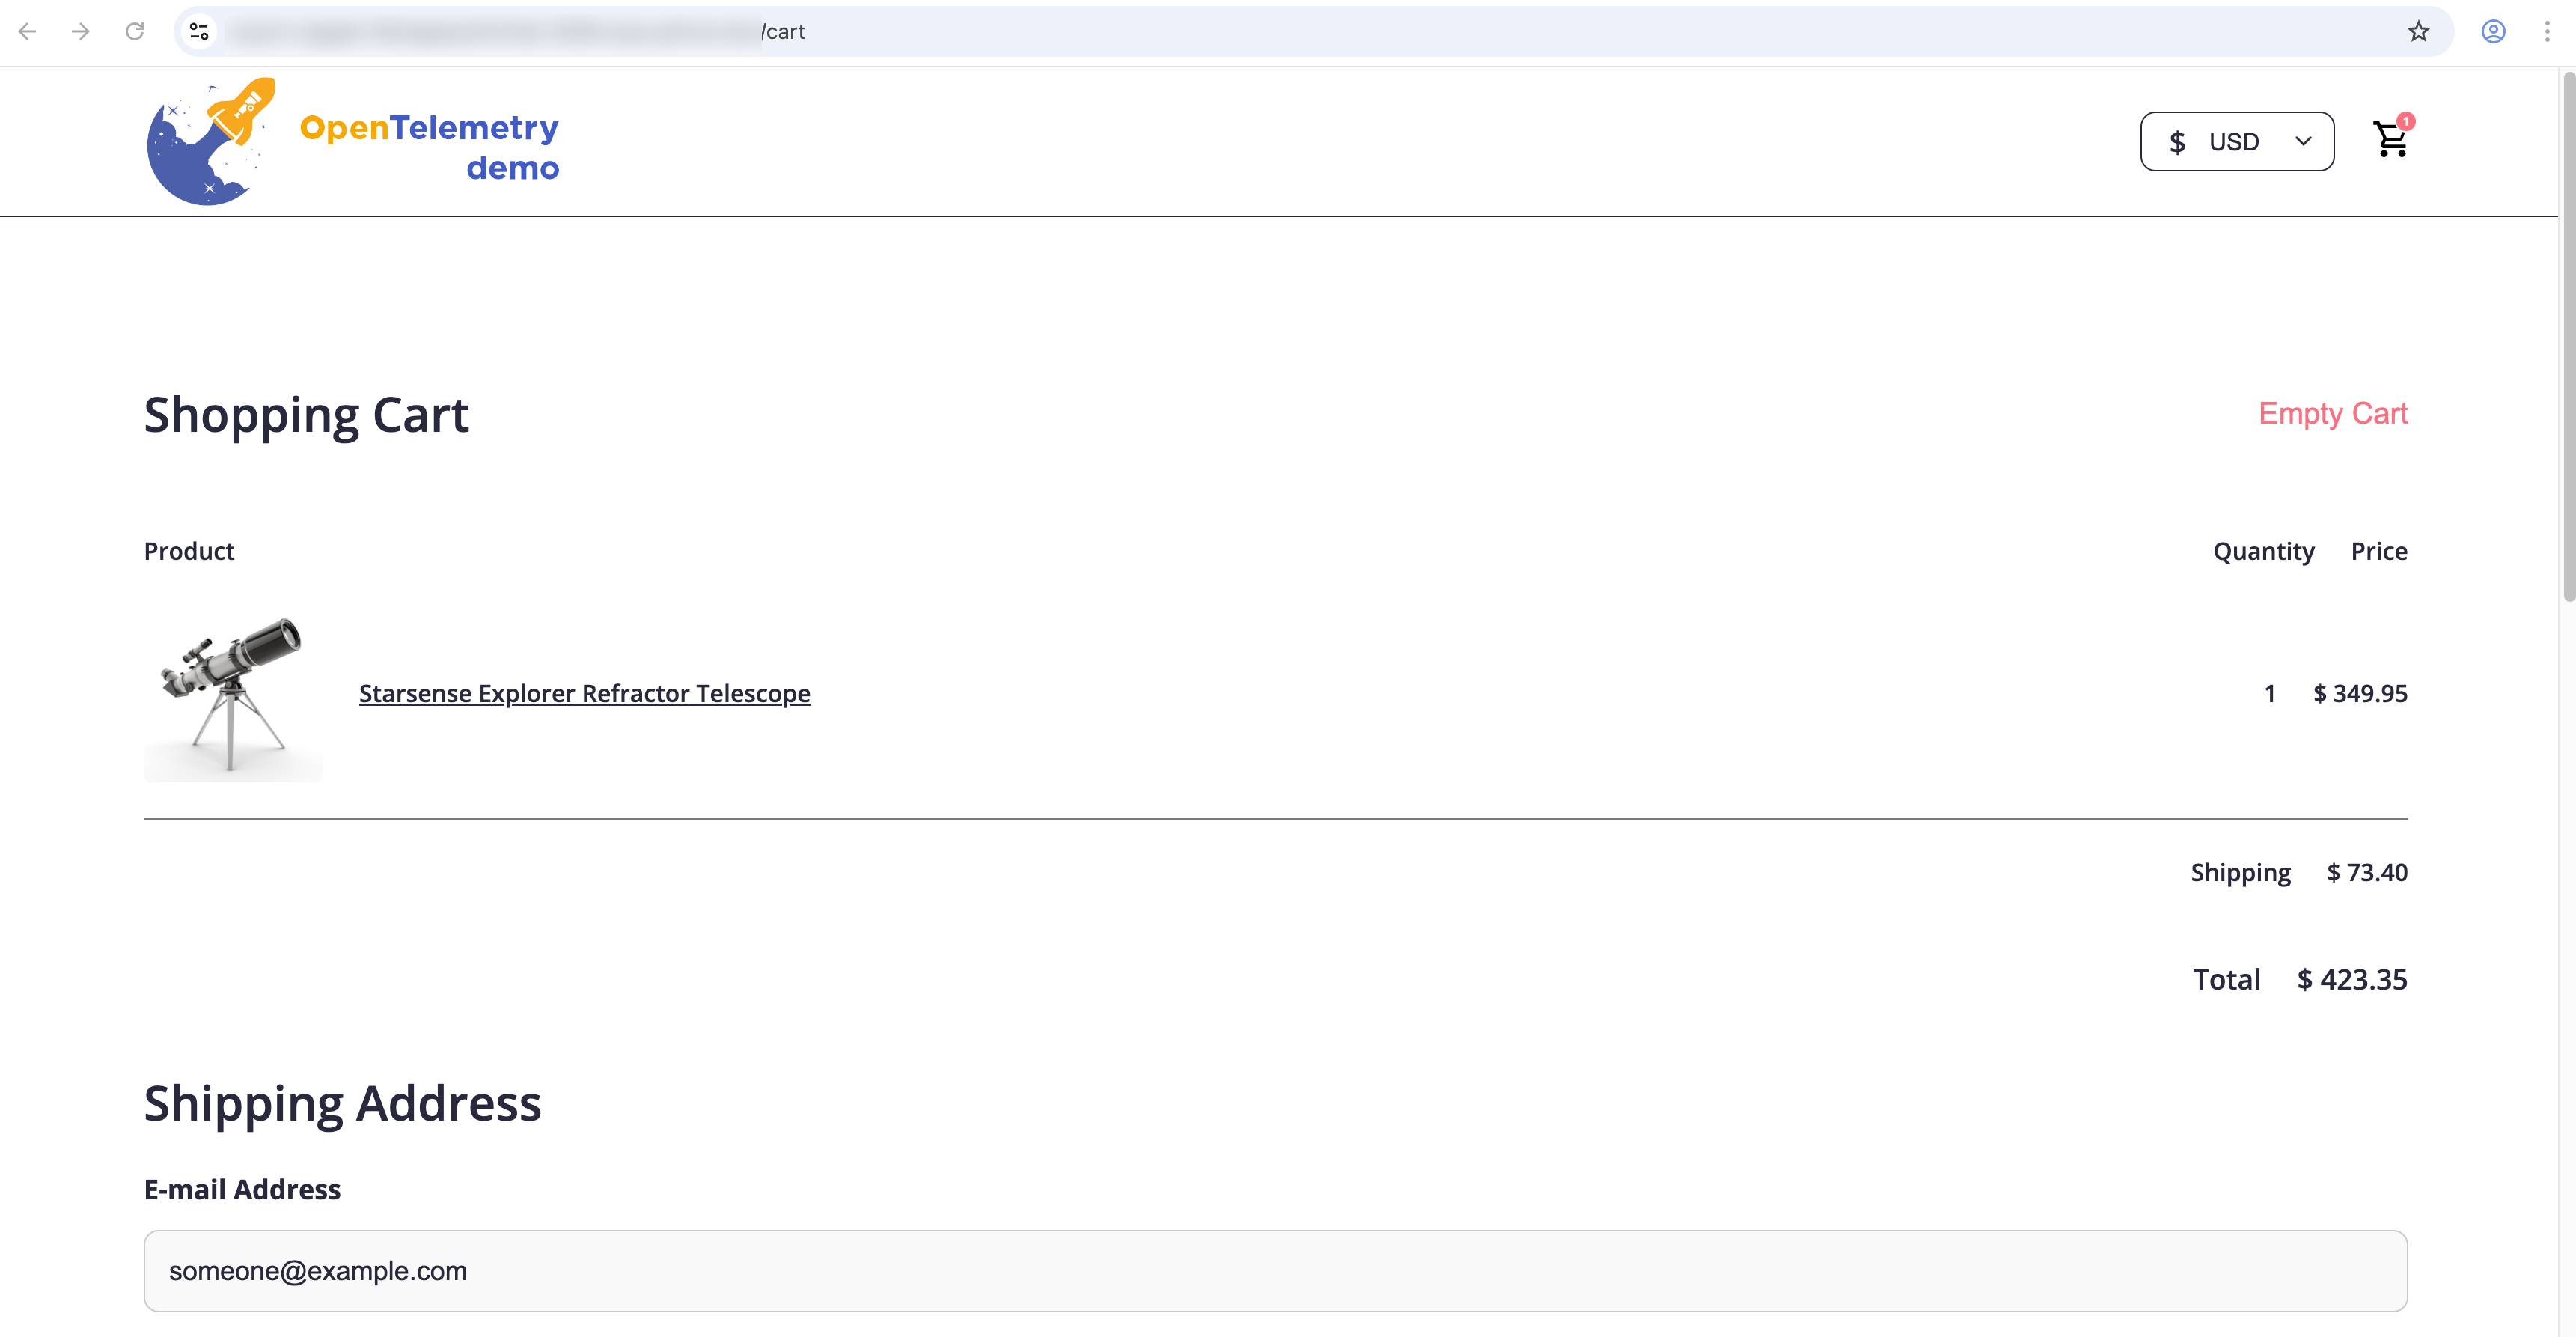 /cart
OpenTelemetry
demo
$ USD
1
Shopping Cart
Empty Cart
Product Quantity Price
Starsense Explorer Refractor Telescope 1 $ 349.95
Shipping $ 73.40
Total $ 423.35
Shipping Address
E-mail Address
someone@example.com